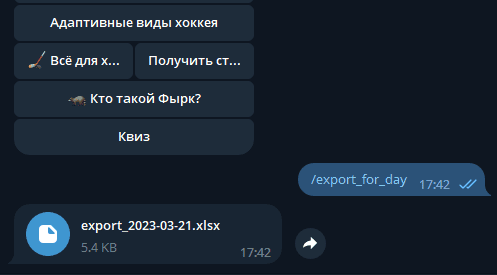 Адаптивные виды хоккея
Всё для х...
Получить ст...
Кто такой Фырк?
Квиз
/export_for_day 17:42
export_2023-03-21.xlsx
5.4 KB
17:42